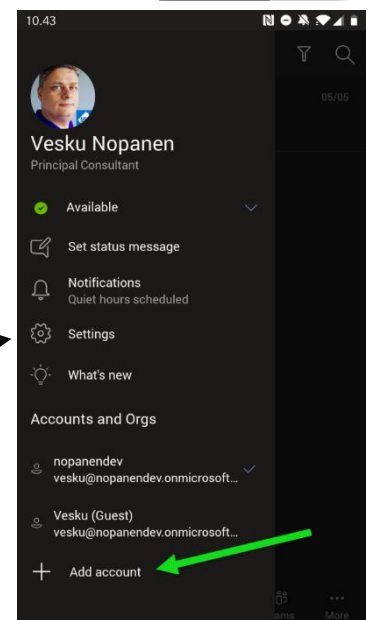 10.43
05/05
Vesku Nopanen
Principal Consultant
Available
Set status message
Notifications
Quiet hours scheduled
Settings
What's new
Accounts and Orgs
nopanendev
vesku@nopanendev.onmicrosoft...
Vesku (Guest)
vesku@nopanendev.onmicrosoft...
Add account
ams More